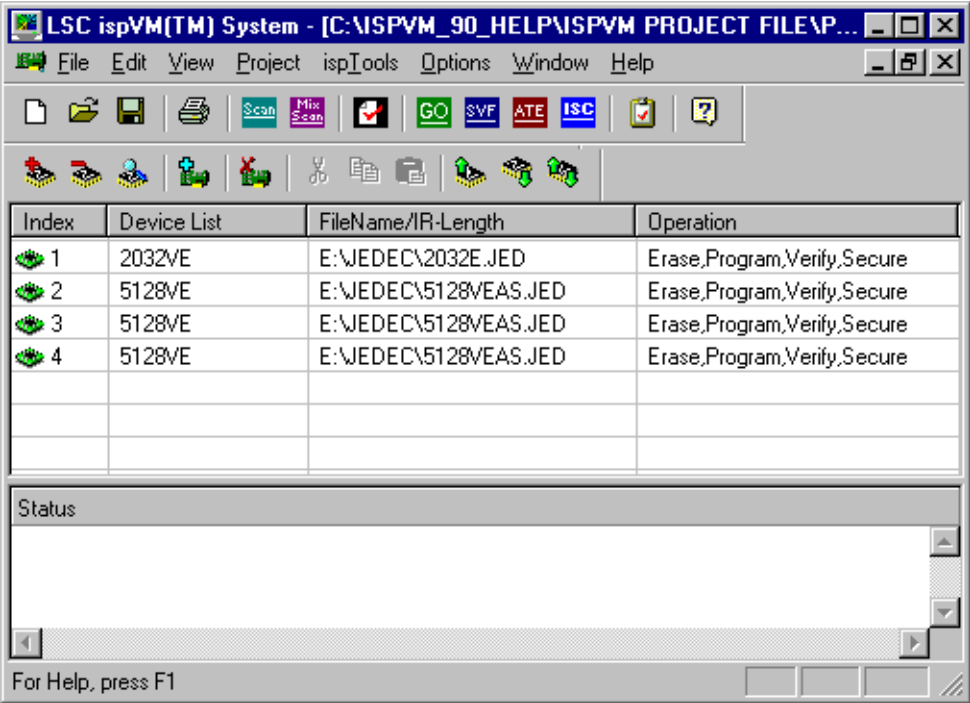 LSC ispVM(TM) System - [C:\ISPVM_90_HELP\ISPVM PROJECT FILE\P...
File Edit View Project ispTools Options Window Help
Scan Mix Scan GO SVF ATE ISC
Index Device List FileName/IR-Length Operation
1 2032VE E:\JEDEC\2032E.JED Erase,Program,Verify,Secure
2 5128VE E:\JEDEC\5128VEAS.JED Erase,Program,Verify,Secure
3 5128VE E:\JEDEC\5128VEAS.JED Erase,Program,Verify,Secure
4 5128VE E:\JEDEC\5128VEAS.JED Erase,Program,Verify,Secure
Status
For Help, press F1